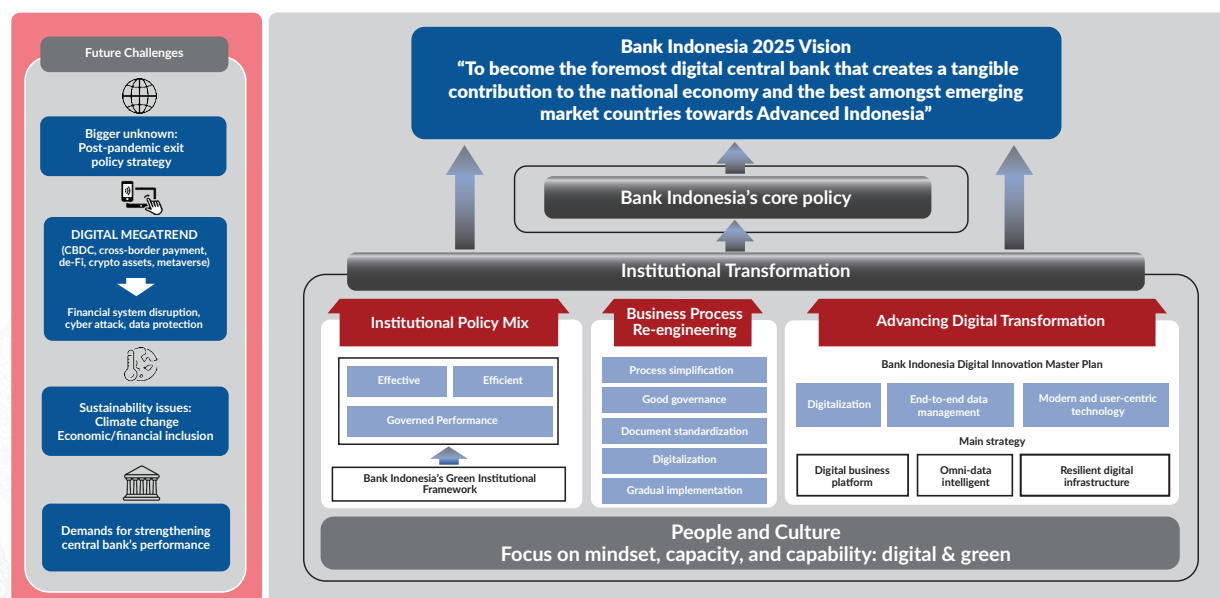 Future Challenges
Bigger unknown:
Post-pandemic exit
policy strategy
DIGITAL MEGATREND
(CBDC, cross-border payment,
de-Fi, crypto assets, metaverse)
Financial system disruption,
cyber attack, data protection
Sustainability issues:
Climate change
Economic/financial inclusion
Demands for strengthening
central bank's performance
Bank Indonesia 2025 Vision
“To become the foremost digital central bank that creates a tangible
contribution to the national economy and the best amongst emerging
market countries towards Advanced Indonesia”
Bank Indonesia's core policy
Institutional Transformation
Institutional Policy Mix
Effective
Efficient
Governed Performance
Bank Indonesia's Green Institutional
Framework
Business Process
Re-engineering
Process simplification
Good governance
Document standardization
Digitalization
Gradual implementation
Advancing Digital Transformation
Bank Indonesia Digital Innovation Master Plan
Digitalization
End-to-end data
management
Modern and user-centric
technology
Main strategy
Digital business
platform
Omni-data
intelligent
Resilient digital
infrastructure
People and Culture
Focus on mindset, capacity, and capability: digital & green